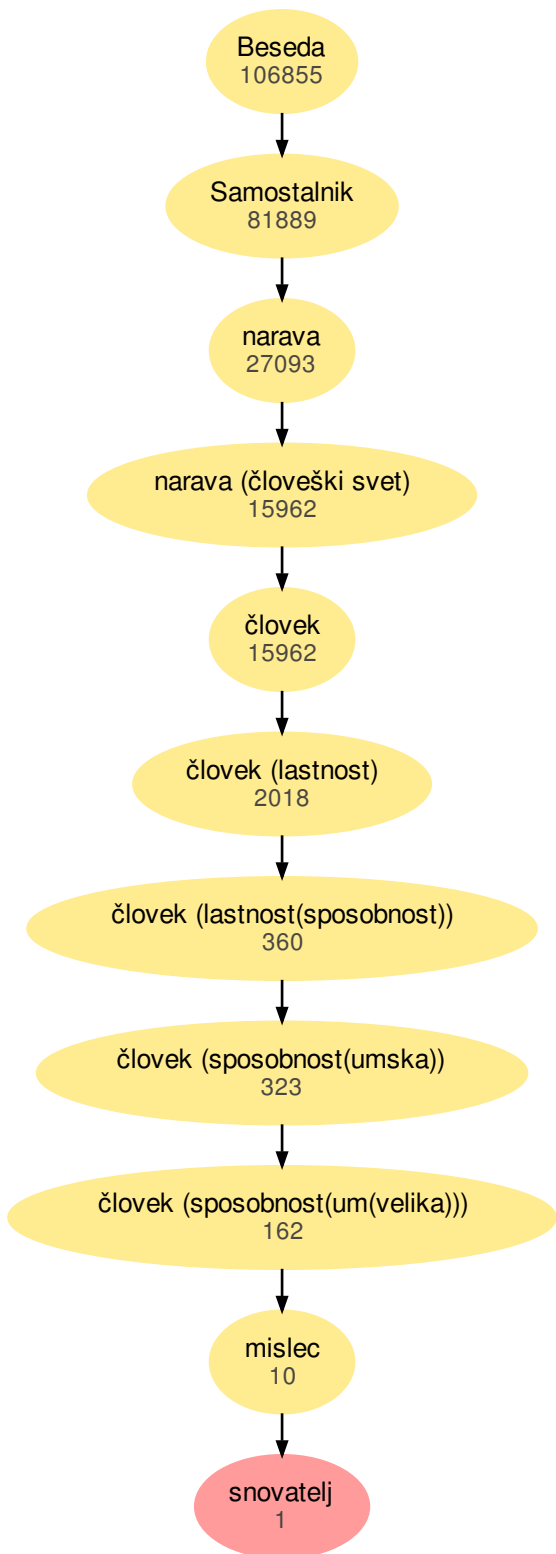 Beseda
106855
Samostalnik
81889
narava
27093
narava (človeški svet)
15962
človek
15962
človek (lastnost)
2018
človek (lastnost(sposobnost))
360
človek (sposobnost(umska))
323
človek (sposobnost(um(velika)))
162
mislec
10
snovatelj
1